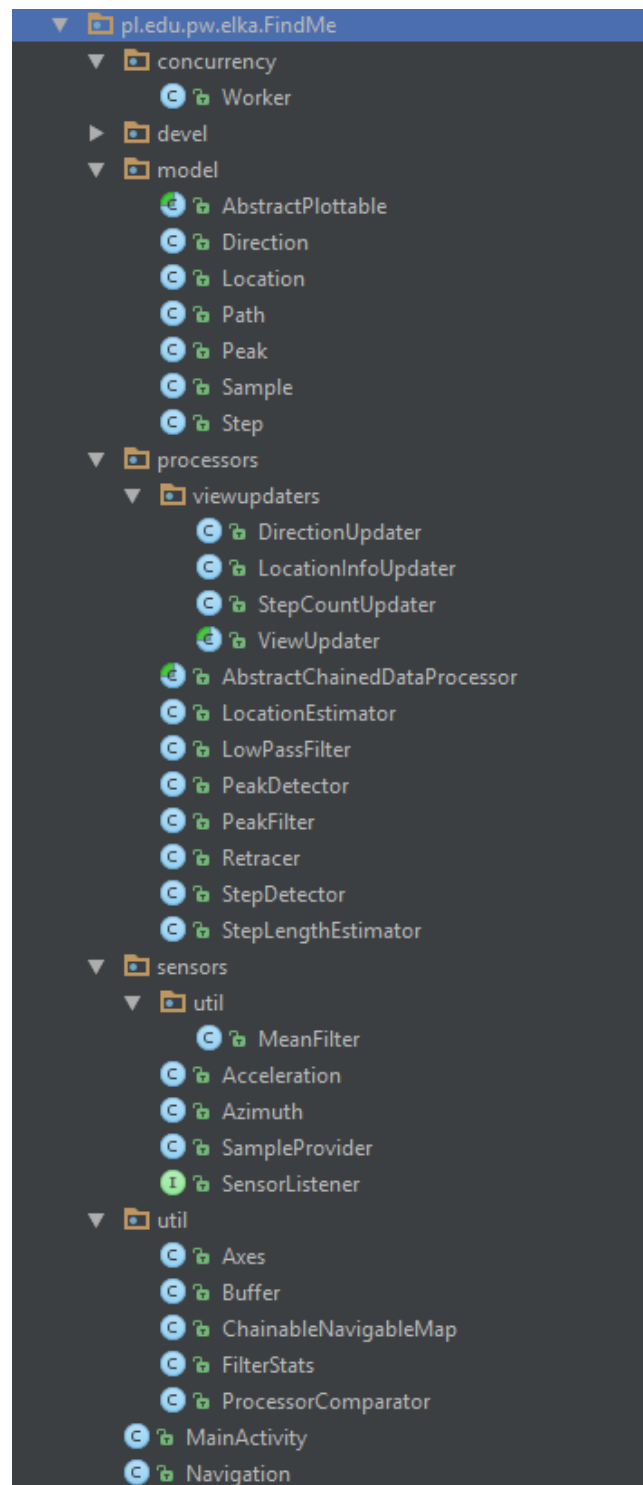 pl.edu.pw.elka.FindMe
concurrency
C Worker
devel
model
C AbstractPlottable
C Direction
C Location
C Path
C Peak
C Sample
C Step
processors
viewupdaters
C DirectionUpdater
C LocationInfoUpdater
C StepCountUpdater
C ViewUpdater
C AbstractChainedDataProcessor
C LocationEstimator
C LowPassFilter
C PeakDetector
C PeakFilter
C Retracer
C StepDetector
C StepLengthEstimator
sensors
util
C MeanFilter
C Acceleration
C Azimuth
C SampleProvider
I SensorListener
util
C Axes
C Buffer
C ChainableNavigableMap
C FilterStats
C ProcessorComparator
C MainActivity
C Navigation